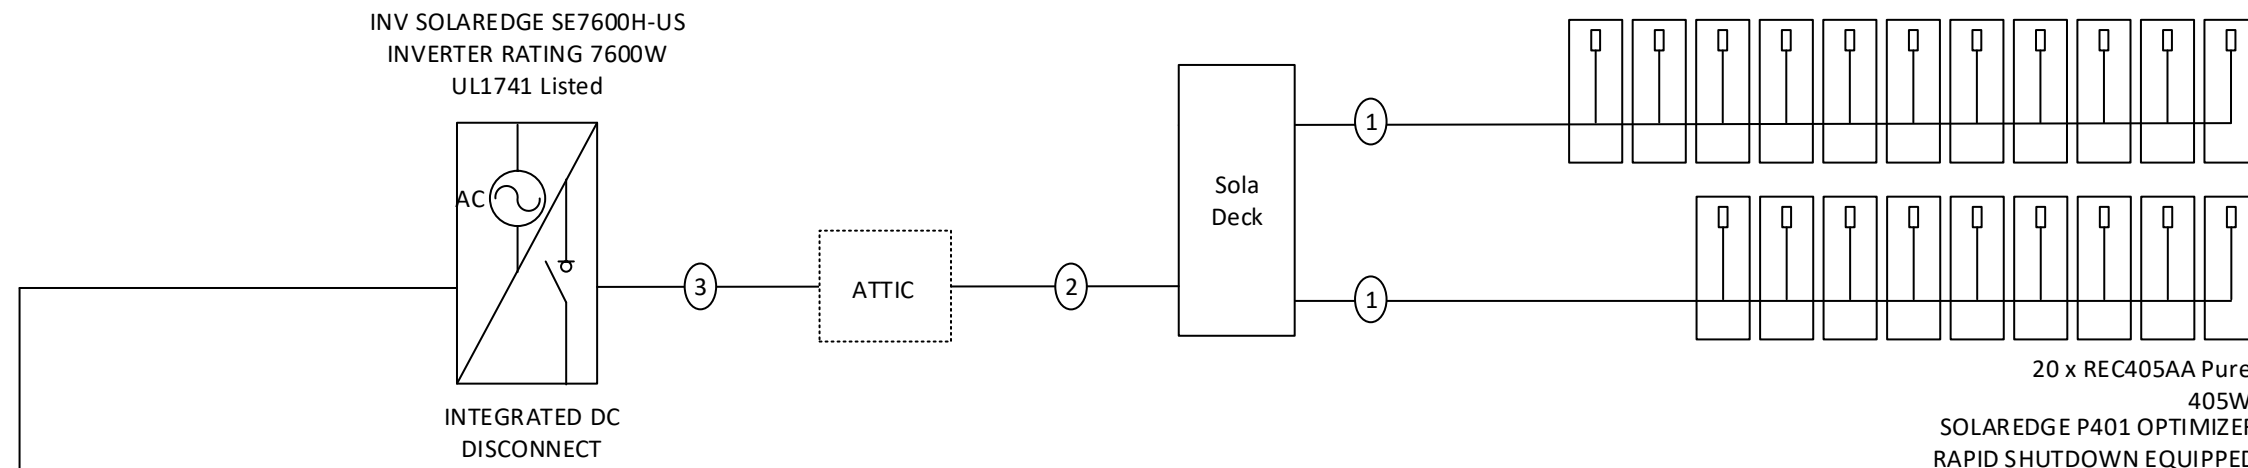 INV SOLAREDGE SE7600H-US
INVERTER RATING 7600W
UL1741 Listed
AC
INTEGRATED DC
DISCONNECT
3
ATTIC
2
Sola
Deck
1
1
20 x REC405AA Pure
405W
SOLAREDGE P401 OPTIMIZER
RAPID SHUTDOWN EQUIPPED